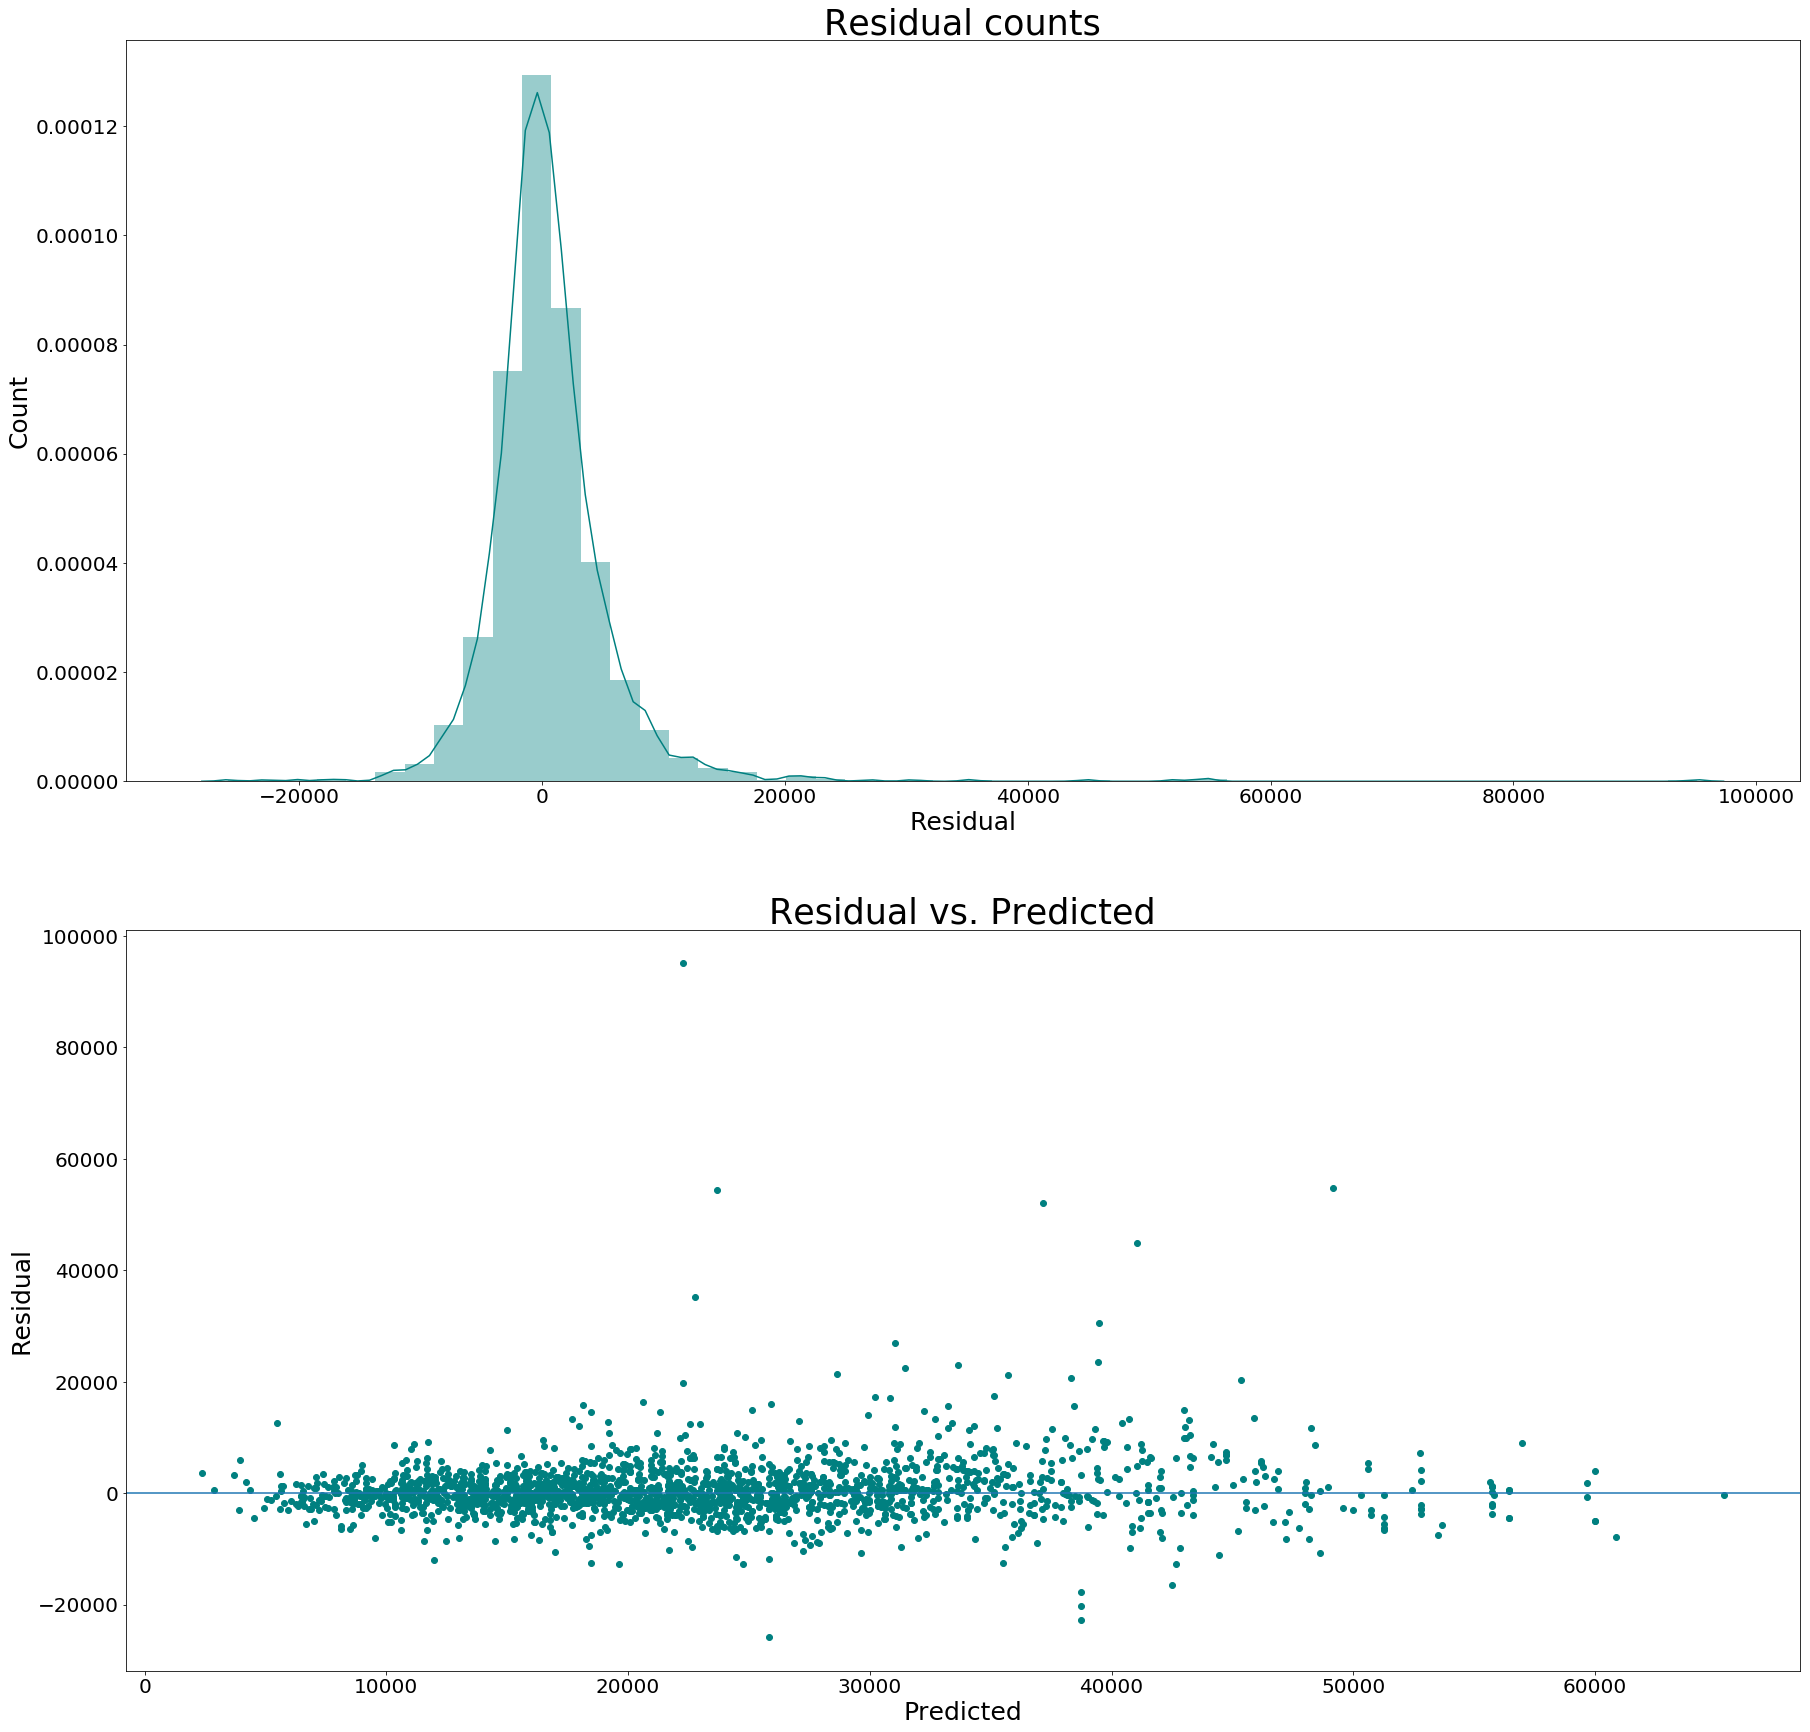 Residual counts
0.00012
0.00010
0.00008
0.00006
0.00004
0.00002
0.00000
Count
−20000 0 20000 40000 60000 80000 100000
Residual
Residual vs. Predicted
100000
80000
60000
40000
20000
0
−20000
Residual
0 10000 20000 30000 40000 50000 60000
Predicted